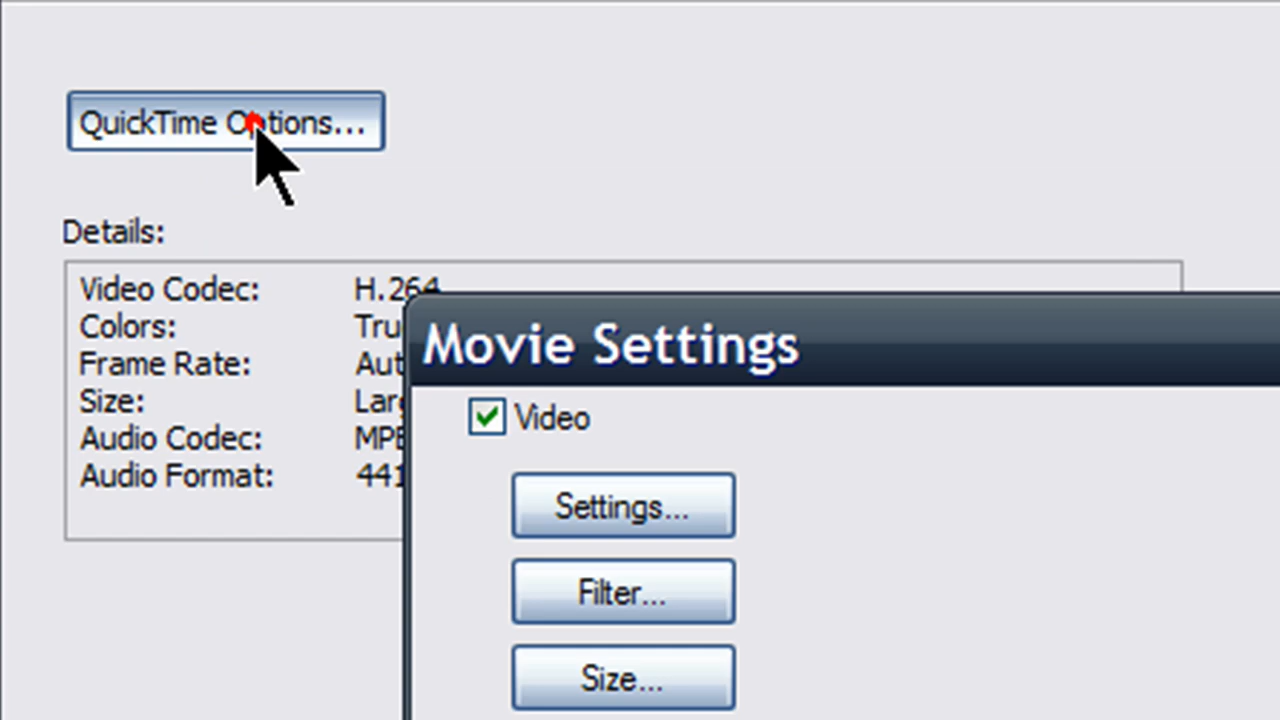 QuickTime Options...
Details:
Video Codec: H.264
Colors:
Frame Rate:
Size:
Audio Codec:
Audio Format: 441
Movie Settings
Video
Settings...
Filter...
Size...